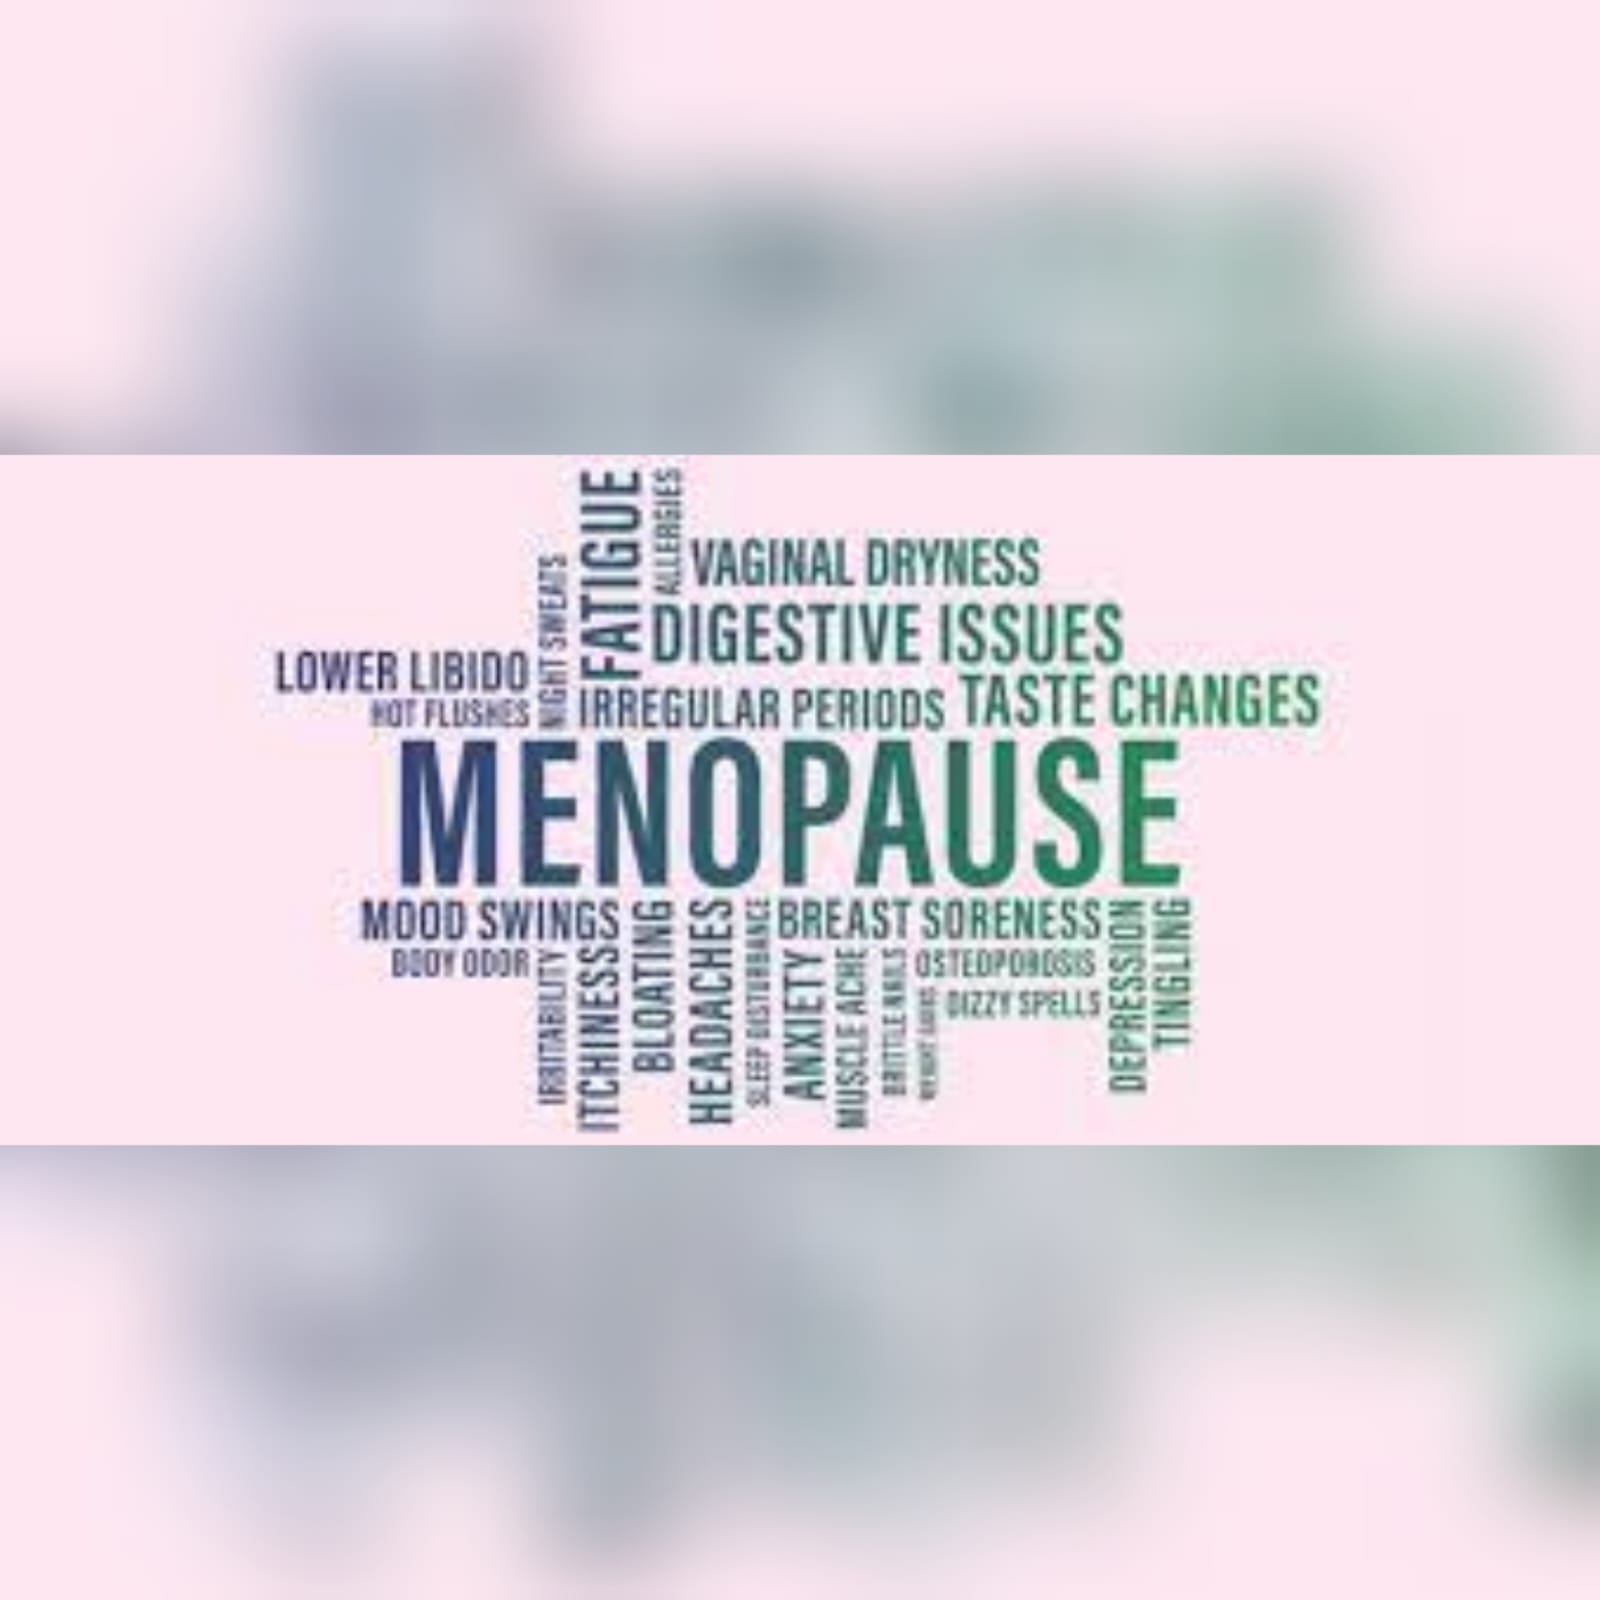 FATIGUE
ALLERGIES
NIGHT SWEATS
VAGINAL DRYNESS
DIGESTIVE ISSUES
LOWER LIBIDO
HOT FLUSHES
IRREGULAR PERIODS
TASTE CHANGES
MENOPAUSE
MOOD SWINGS
BODY ODOR
IRRITABILITY
ITCHINESS
BLOATING
HEADACHES
SLEEP DISTURBANCE
BREAST SORENESS
ANXIETY
MUSCLE ACHE
BRITTLE NAILS
OSTEOPOROSIS
DIZZY SPELLS
DEPRESSION
TINGLING